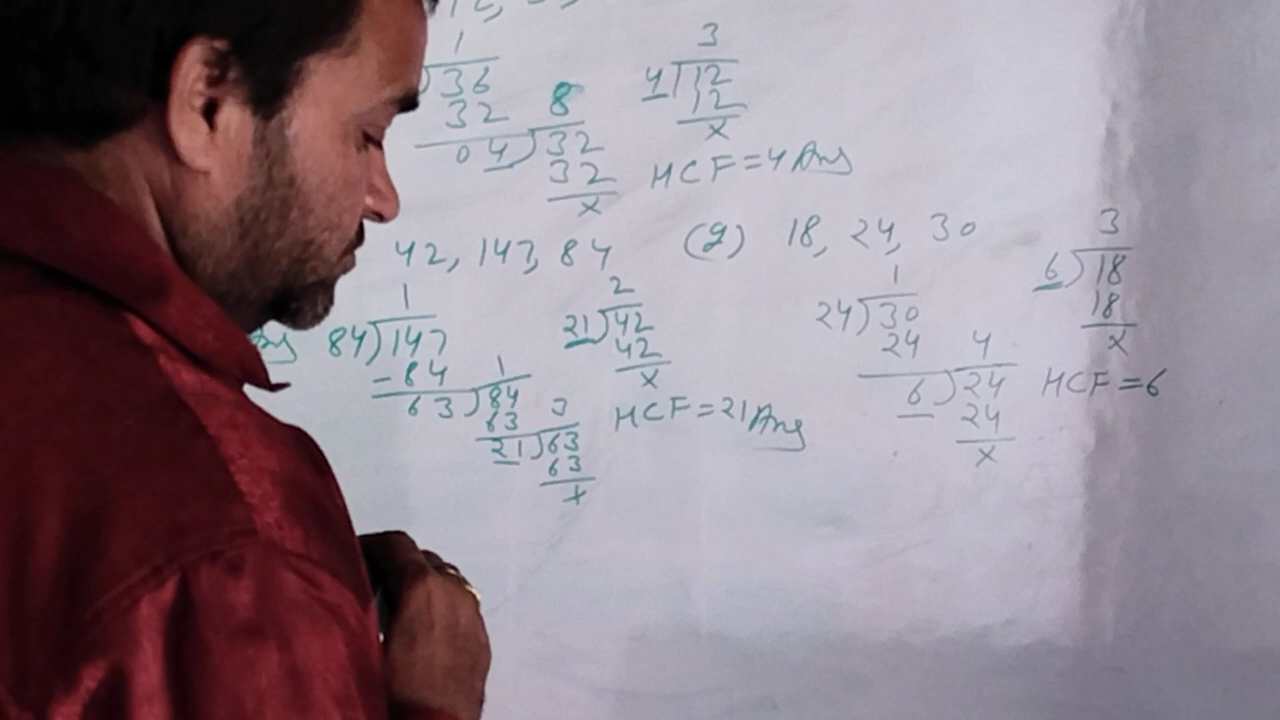 12,
1
)36
32 8
04)32
32
x
3
4)12
12
x
HCF=4 Ans
42, 147, 84
1
84)147
-84 1
63)84
63 3
21)63
63
x
2
21)42
42
x
HCF=21 Ans
(g) 18, 24, 30
1
24)30
24 4
6)24
24
x
3
6)18
18
x
HCF=6